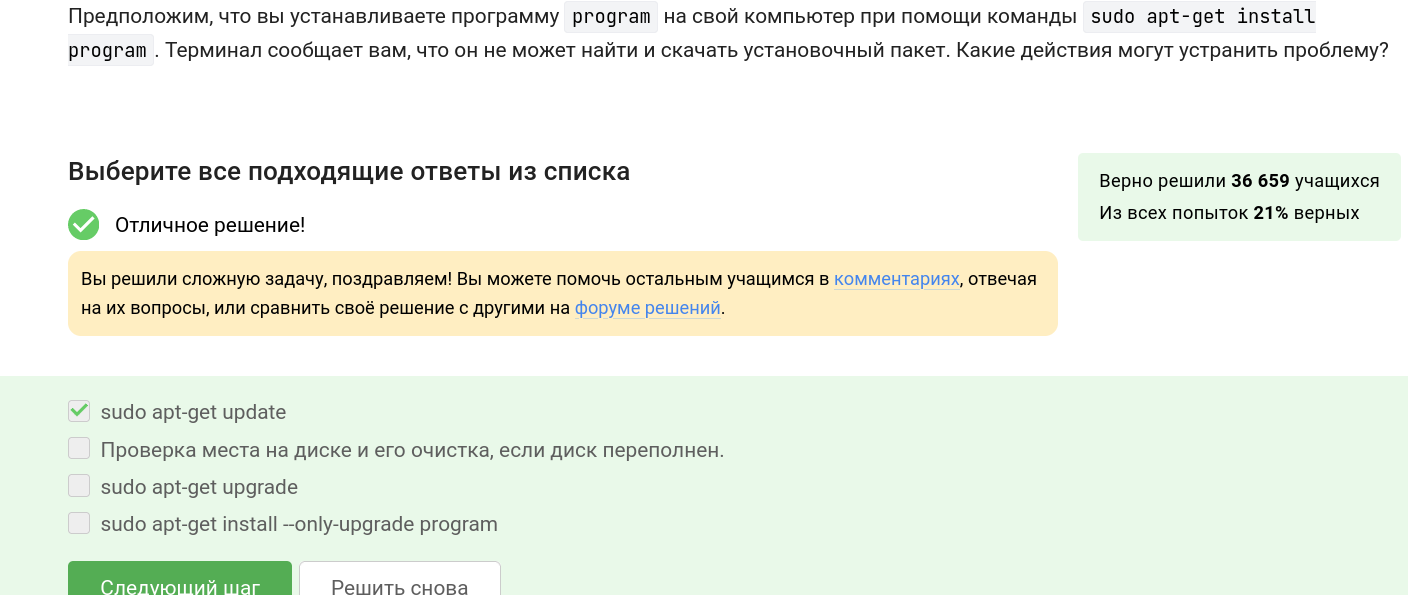 Предположим, что вы устанавливаете программу program на свой компьютер при помощи команды sudo apt-get install
program. Терминал сообщает вам, что он не может найти и скачать установочный пакет. Какие действия могут устранить проблему?
Выберите все подходящие ответы из списка
Верно решили 36 659 учащихся
Из всех попыток 21% верных
Отличное решение!
Вы решили сложную задачу, поздравляем! Вы можете помочь остальным учащимся в комментариях, отвечая
на их вопросы, или сравнить своё решение с другими на форуме решений.
sudo apt-get update
Проверка места на диске и его очистка, если диск переполнен.
sudo apt-get upgrade
sudo apt-get install --only-upgrade program
Следующий шаг
Решить снова